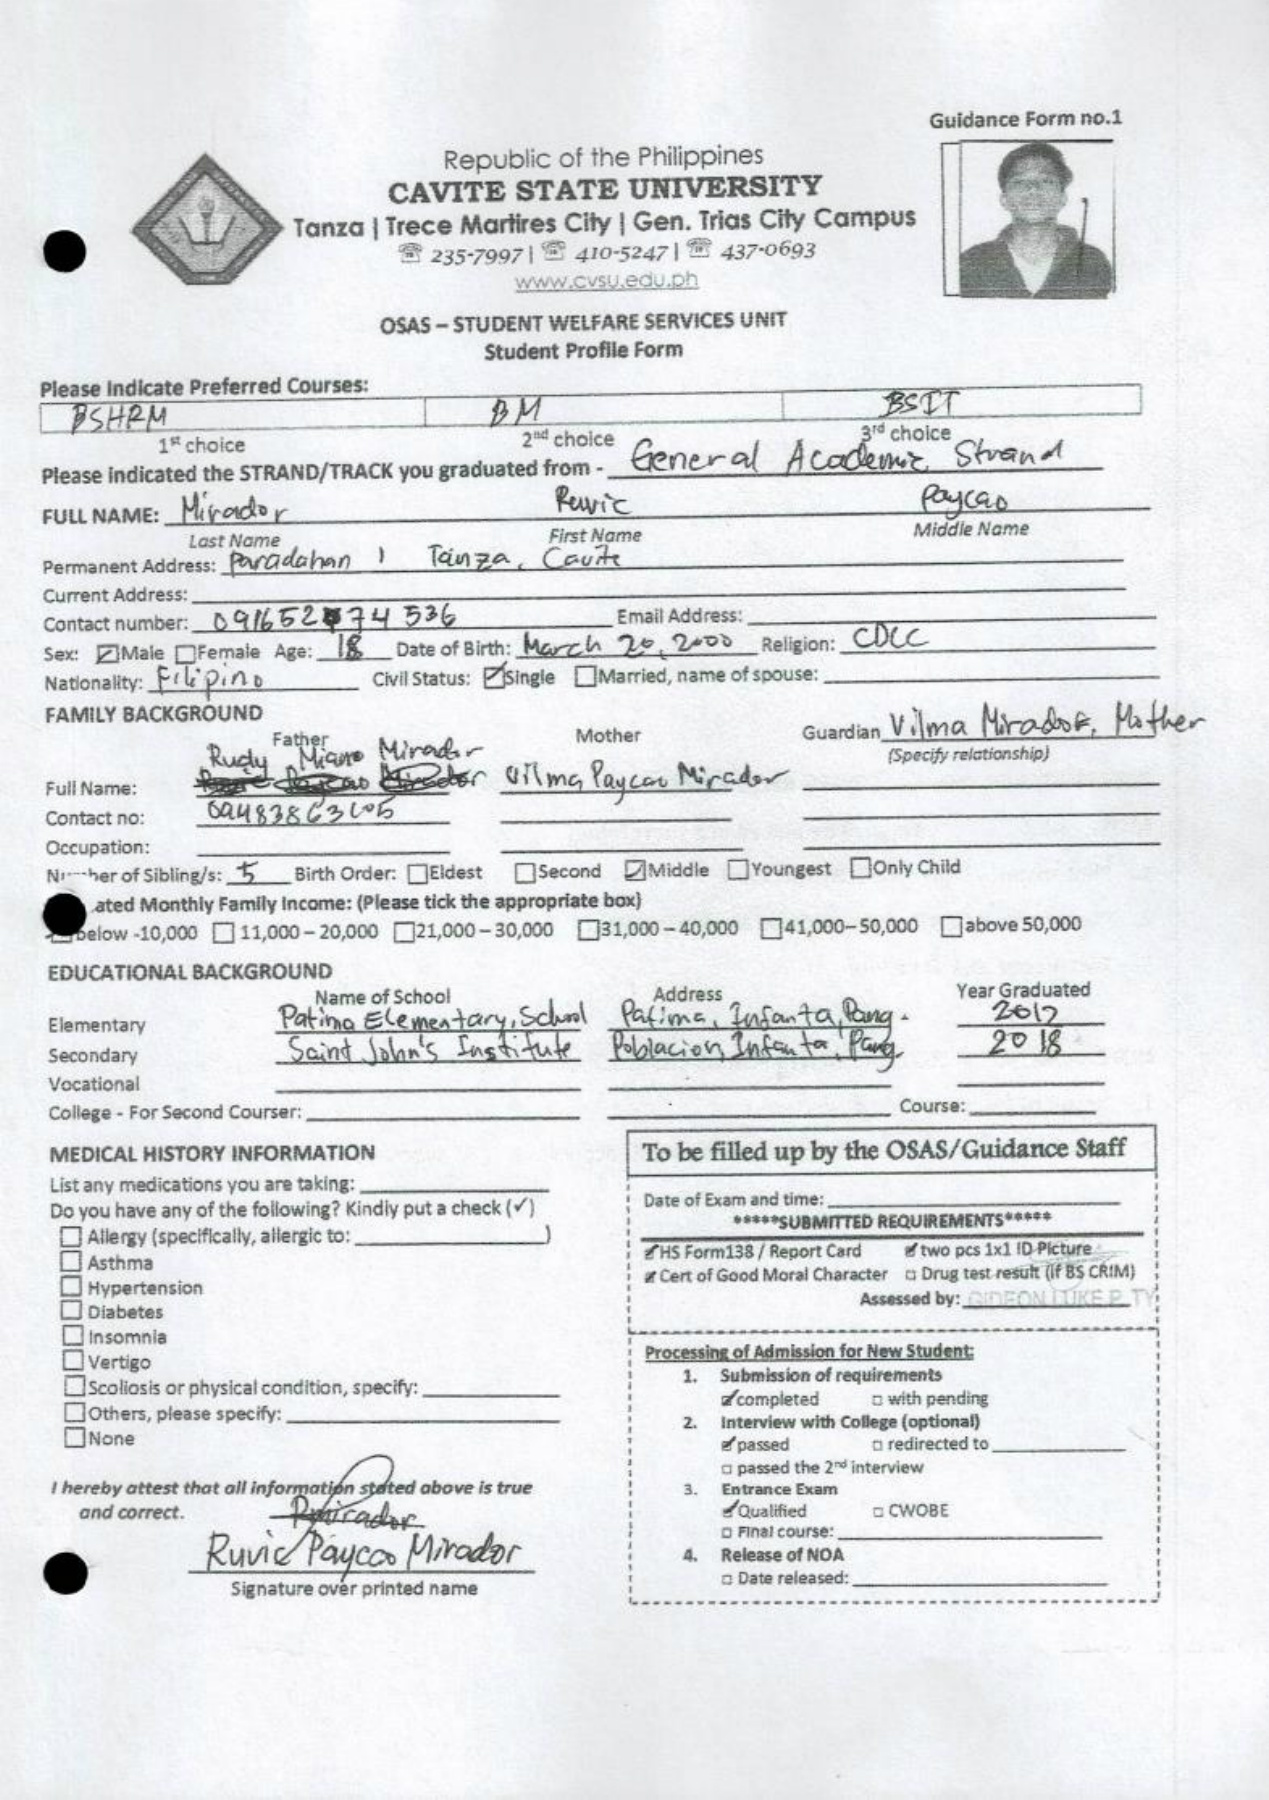 Guidance Form no.1
Republic of the Philippines
CAVITE STATE UNIVERSITY
Tanza | Trece Martires City | Gen. Trias City Campus
☏ 235-7997 | ☏ 410-5247 | ☏ 437-0693
www.cvsu.edu.ph
OSAS – STUDENT WELFARE SERVICES UNIT
Student Profile Form
Please Indicate Preferred Courses:
BSHRM BM BSIT
1st choice 2nd choice 3rd choice
Please indicated the STRAND/TRACK you graduated from - General Academic Strand
FULL NAME: Mirador Ruvic Paycao
Last Name First Name Middle Name
Permanent Address: Paradahan 1 Tanza, Cavite
Current Address:
Contact number: 091652 74 536 Email Address:
Sex: ☑Male ☐Female Age: 18 Date of Birth: March 20, 2000 Religion: CDCC
Nationality: Filipino Civil Status: ☑Single ☐Married, name of spouse:
FAMILY BACKGROUND
Father Mother Guardian Vilma Mirador, Mother
(Specify relationship)
Rudy Mirador
Full Name: Vilma Paycao Mirador
Contact no:
Occupation:
Number of Sibling/s: 5 Birth Order: ☐Eldest ☐Second ☑Middle ☐Youngest ☐Only Child
ated Monthly Family Income: (Please tick the appropriate box)
below -10,000 ☐ 11,000 – 20,000 ☐21,000 – 30,000 ☐31,000 – 40,000 ☐41,000– 50,000 ☐above 50,000
EDUCATIONAL BACKGROUND
Name of School Address Year Graduated
Elementary Patima Elementary, School Patima, Infanta, Pang. 2012
Secondary Saint John's Institute Poblacion, Infanta, Pang. 2018
Vocational
College - For Second Courser: Course:
MEDICAL HISTORY INFORMATION
List any medications you are taking:
Do you have any of the following? Kindly put a check (✓)
☐ Allergy (specifically, allergic to: )
☐ Asthma
☐ Hypertension
☐ Diabetes
☐ Insomnia
☐ Vertigo
☐ Scoliosis or physical condition, specify:
☐ Others, please specify:
☐ None
I hereby attest that all information stated above is true
and correct.
Rmirador
Ruvic Paycao Mirador
Signature over printed name
To be filled up by the OSAS/Guidance Staff
Date of Exam and time:
*****SUBMITTED REQUIREMENTS*****
☑ HS Form138 / Report Card ☑ two pcs 1x1 ID Picture
☑ Cert of Good Moral Character ☐ Drug test result (if BS CRIM)
Assessed by: GIDEON LUKE P. TY
Processing of Admission for New Student:
1. Submission of requirements
☑ completed ☐ with pending
2. Interview with College (optional)
☑ passed ☐ redirected to
☐ passed the 2nd interview
3. Entrance Exam
☑ Qualified ☐ CWOBE
☐ Final course:
4. Release of NOA
☐ Date released: